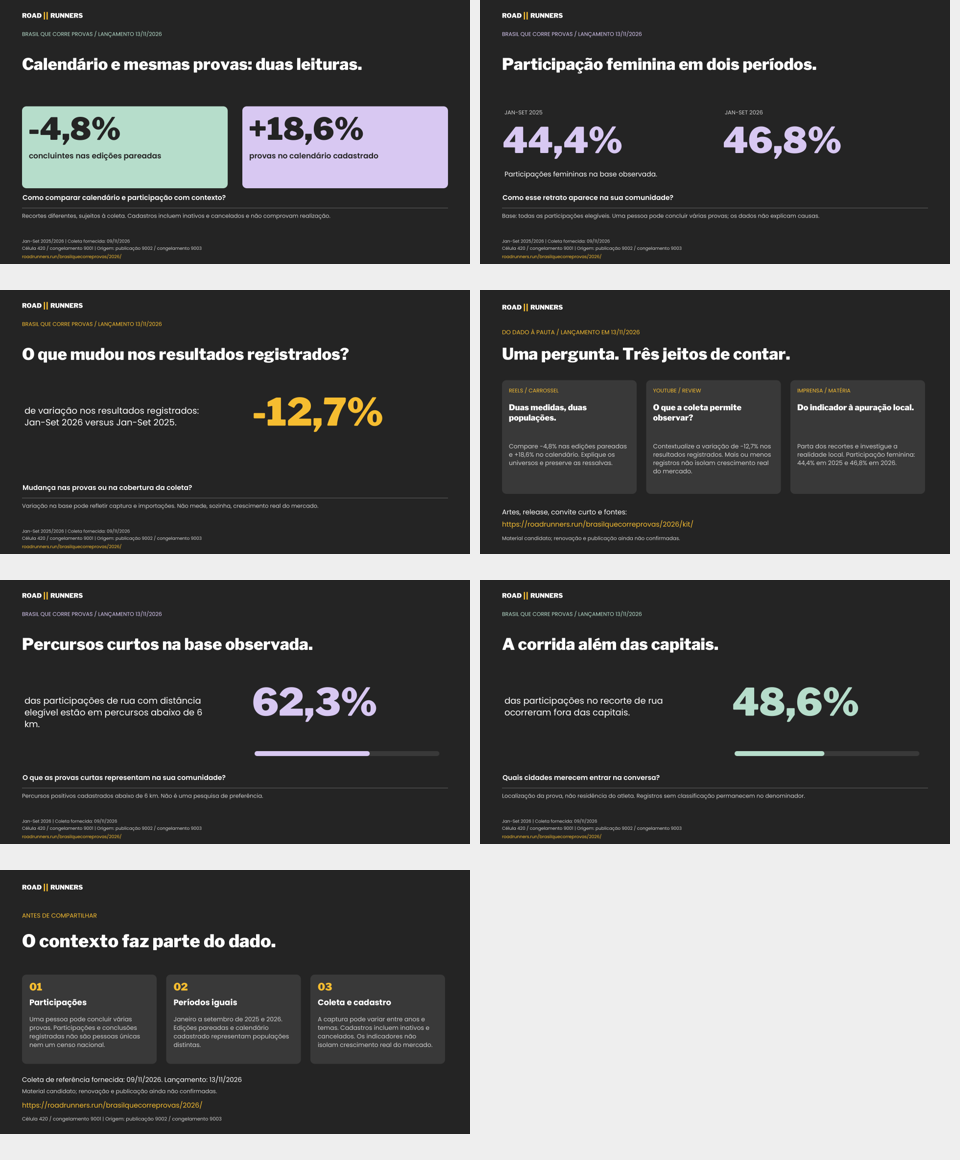 ROAD || RUNNERS
BRASIL QUE CORRE PROVAS / LANÇAMENTO 13/11/2026
Calendário e mesmas provas: duas leituras.
-4,8%
concluintes nas edições pareadas
+18,6%
provas no calendário cadastrado
Como comparar calendário e participação com contexto?
Recortes diferentes, sujeitos à coleta. Cadastros incluem inativos e cancelados e não comprovam realização.
Jan-Set 2025/2026 | Coleta fornecida: 09/11/2026
Célula 420 / congelamento 9001 | Origem: publicação 9002 / congelamento 9003
roadrunners.run/brasilquecorreprovas/2026/
ROAD || RUNNERS
BRASIL QUE CORRE PROVAS / LANÇAMENTO 13/11/2026
Participação feminina em dois períodos.
JAN-SET 2025
44,4%
JAN-SET 2026
46,8%
Participações femininas na base observada.
Como esse retrato aparece na sua comunidade?
Base: todas as participações elegíveis. Uma pessoa pode concluir várias provas; os dados não explicam causas.
Jan-Set 2025/2026 | Coleta fornecida: 09/11/2026
Célula 420 / congelamento 9001 | Origem: publicação 9002 / congelamento 9003
roadrunners.run/brasilquecorreprovas/2026/
ROAD || RUNNERS
BRASIL QUE CORRE PROVAS / LANÇAMENTO 13/11/2026
O que mudou nos resultados registrados?
de variação nos resultados registrados:
Jan-Set 2026 versus Jan-Set 2025.
-12,7%
Mudança nas provas ou na cobertura da coleta?
Variação na base pode refletir captura e importações. Não mede, sozinha, crescimento real do mercado.
Jan-Set 2025/2026 | Coleta fornecida: 09/11/2026
Célula 420 / congelamento 9001 | Origem: publicação 9002 / congelamento 9003
roadrunners.run/brasilquecorreprovas/2026/
ROAD || RUNNERS
DO DADO À PAUTA / LANÇAMENTO EM 13/11/2026
Uma pergunta. Três jeitos de contar.
REELS / CARROSSEL
Duas medidas, duas
populações.
Compare -4,8% nas edições pareadas
e +18,6% no calendário. Explique os
universos e preserve as ressalvas.
YOUTUBE / REVIEW
O que a coleta permite
observar?
Contextualize a variação de -12,7% nos
resultados registrados. Mais ou menos
registros não isolam crescimento real
do mercado.
IMPRENSA / MATÉRIA
Do indicador à apuração local.
Parta dos recortes e investigue a
realidade local. Participação feminina:
44,4% em 2025 e 46,8% em 2026.
Artes, release, convite curto e fontes:
https://roadrunners.run/brasilquecorreprovas/2026/kit/
Material candidato; renovação e publicação ainda não confirmadas.
ROAD || RUNNERS
BRASIL QUE CORRE PROVAS / LANÇAMENTO 13/11/2026
Percursos curtos na base observada.
das participações de rua com distância
elegível estão em percursos abaixo de 6
km.
62,3%
O que as provas curtas representam na sua comunidade?
Percursos positivos cadastrados abaixo de 6 km. Não é uma pesquisa de preferência.
Jan-Set 2026 | Coleta fornecida: 09/11/2026
Célula 420 / congelamento 9001 | Origem: publicação 9002 / congelamento 9003
roadrunners.run/brasilquecorreprovas/2026/
ROAD || RUNNERS
BRASIL QUE CORRE PROVAS / LANÇAMENTO 13/11/2026
A corrida além das capitais.
das participações no recorte de rua
ocorreram fora das capitais.
48,6%
Quais cidades merecem entrar na conversa?
Localização da prova, não residência do atleta. Registros sem classificação permanecem no denominador.
Jan-Set 2026 | Coleta fornecida: 09/11/2026
Célula 420 / congelamento 9001 | Origem: publicação 9002 / congelamento 9003
roadrunners.run/brasilquecorreprovas/2026/
ROAD || RUNNERS
ANTES DE COMPARTILHAR
O contexto faz parte do dado.
01
Participações
Uma pessoa pode concluir várias
provas. Participações e conclusões
registradas não são pessoas únicas
nem um censo nacional.
02
Períodos iguais
Janeiro a setembro de 2025 e 2026.
Edições pareadas e calendário
cadastrado representam populações
distintas.
03
Coleta e cadastro
A captura pode variar entre anos e
temas. Cadastros incluem inativos e
cancelados. Os indicadores não
isolam crescimento real do mercado.
Coleta de referência fornecida: 09/11/2026. Lançamento: 13/11/2026
Material candidato; renovação e publicação ainda não confirmadas.
https://roadrunners.run/brasilquecorreprovas/2026/
Célula 420 / congelamento 9001 | Origem: publicação 9002 / congelamento 9003